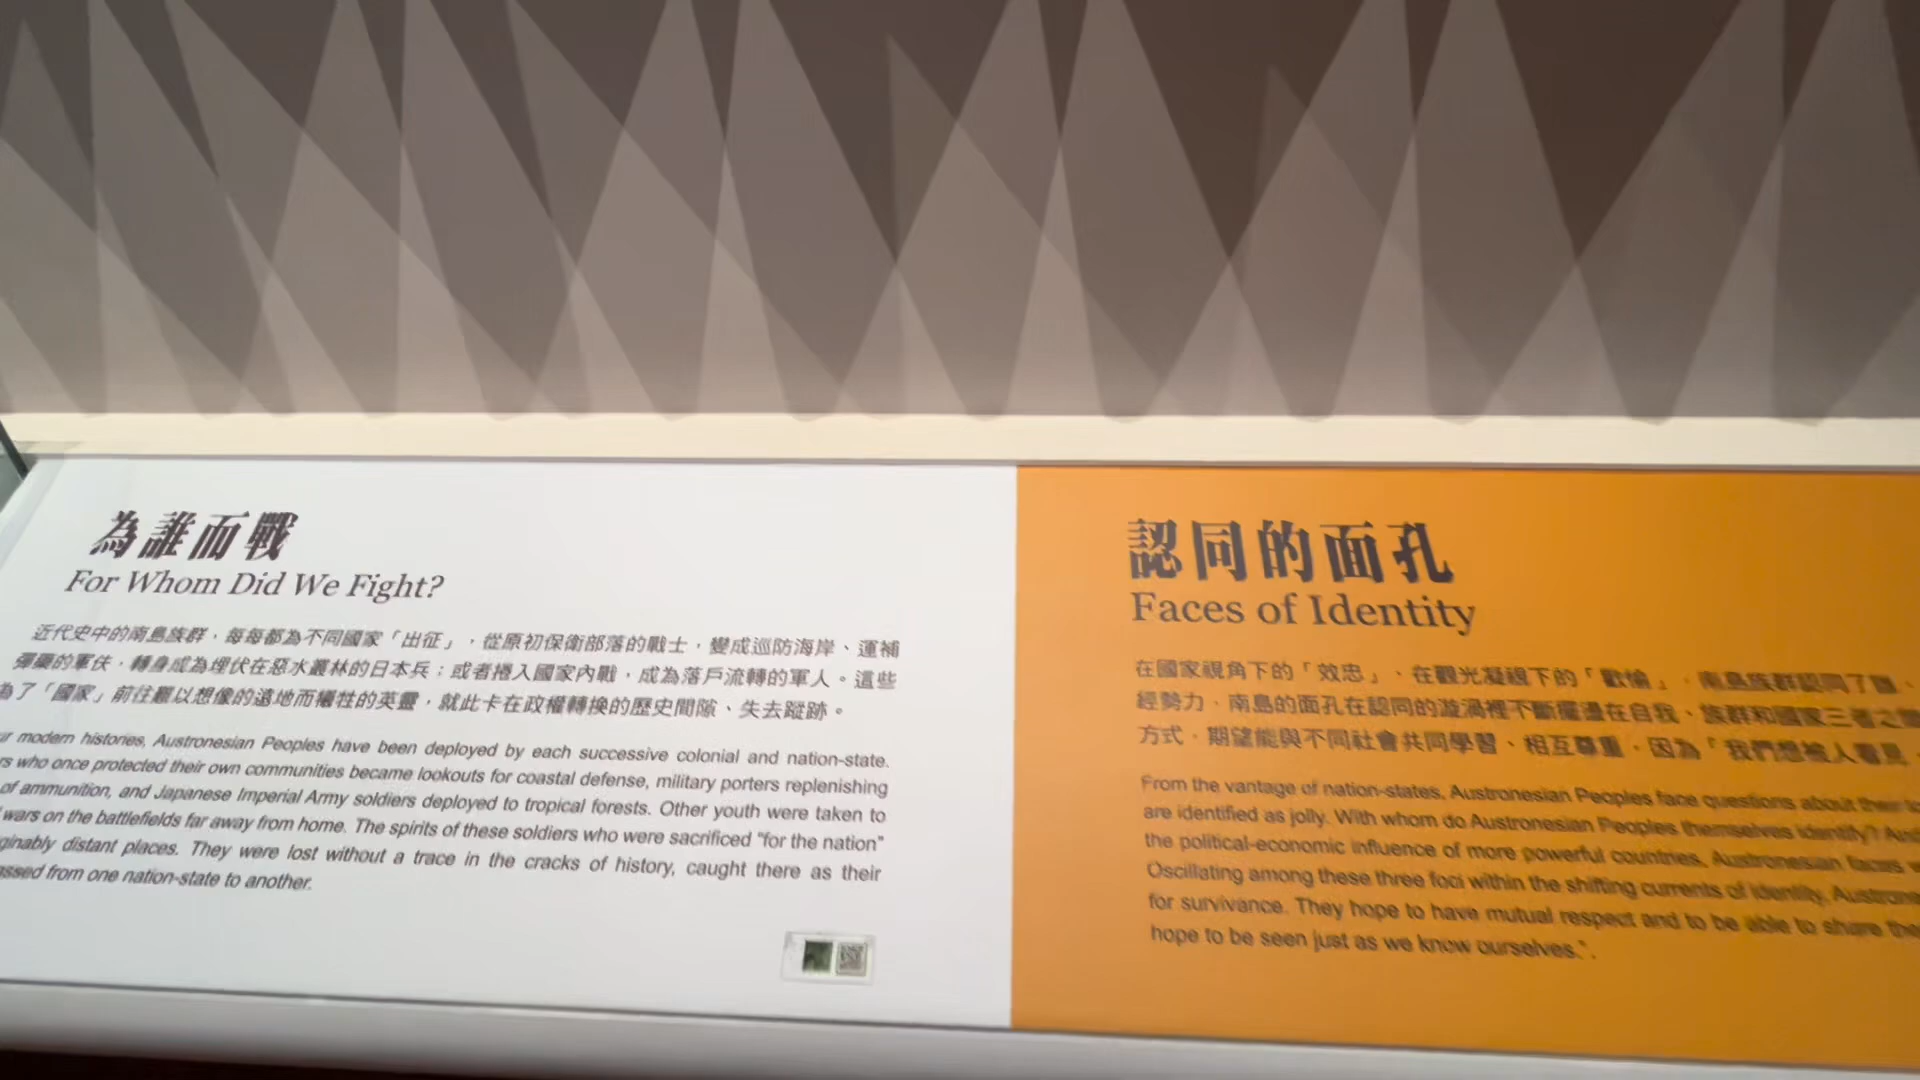 為誰而戰
For Whom Did We Fight?
近代史中的南島族群，每每都為不同國家「出征」，從原初保衛部落的戰士，變成巡防海岸、運補
彈藥的軍伕，轉身成為埋伏在惡水叢林的日本兵；或者捲入國家內戰，成為落戶流轉的軍人。這些
為了「國家」前往難以想像的遠地而犧牲的英靈，就此卡在政權轉換的歷史間隙、失去蹤跡。
modern histories, Austronesian Peoples have been deployed by each successive colonial and nation-state.
who once protected their own communities became lookouts for coastal defense, military porters replenishing
of ammunition, and Japanese Imperial Army soldiers deployed to tropical forests. Other youth were taken to
wars on the battlefields far away from home. The spirits of these soldiers who were sacrificed "for the nation"
distant places. They were lost without a trace in the cracks of history, caught there as their
from one nation-state to another.
認同的面孔
Faces of Identity
在國家視角下的「效忠」、在觀光凝視下的「歡愉」，南島族群認同了誰、
經勢力，南島的面孔在認同的漩渦裡不斷擺盪在自我、族群和國家三者之間
方式，期望能與不同社會共同學習、相互尊重，因為「我們想被人看見
From the vantage of nation-states, Austronesian Peoples face questions about their
are identified as jolly. With whom do Austronesian Peoples themselves identify?
the political-economic influence of more powerful countries, Austronesian faces
Oscillating among these three foci within the shifting currents of identity,
for survivance. They hope to have mutual respect and to be able to share
hope to be seen just as we know ourselves.".